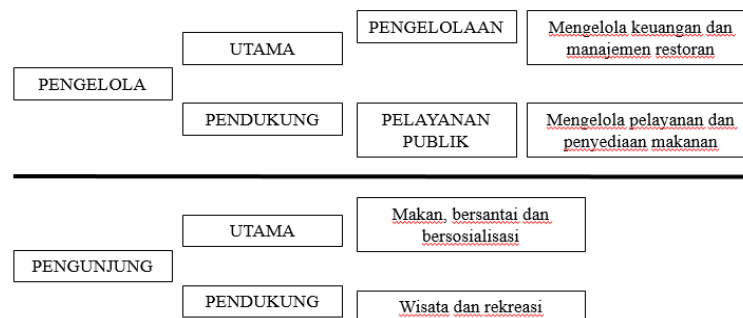 PENGELOLA
UTAMA
PENGELOLAAN
Mengelola keuangan dan
manajemen restoran
PENDUKUNG
PELAYANAN
PUBLIK
Mengelola pelayanan dan
penyediaan makanan
PENGUNJUNG
UTAMA
Makan, bersantai dan
bersosialisasi
PENDUKUNG
Wisata dan rekreasi